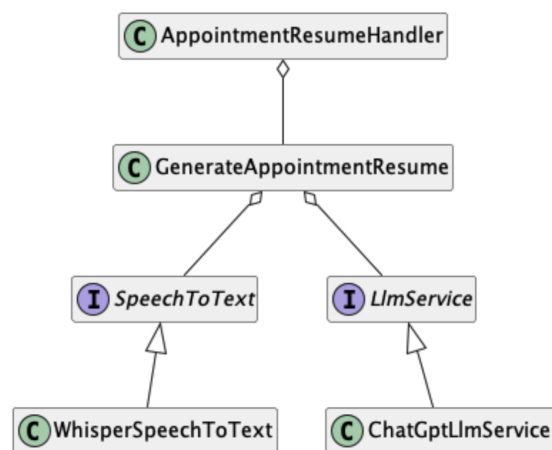 C AppointmentResumeHandler
C GenerateAppointmentResume
I SpeechToText
I LlmService
C WhisperSpeechToText
C ChatGptLlmService